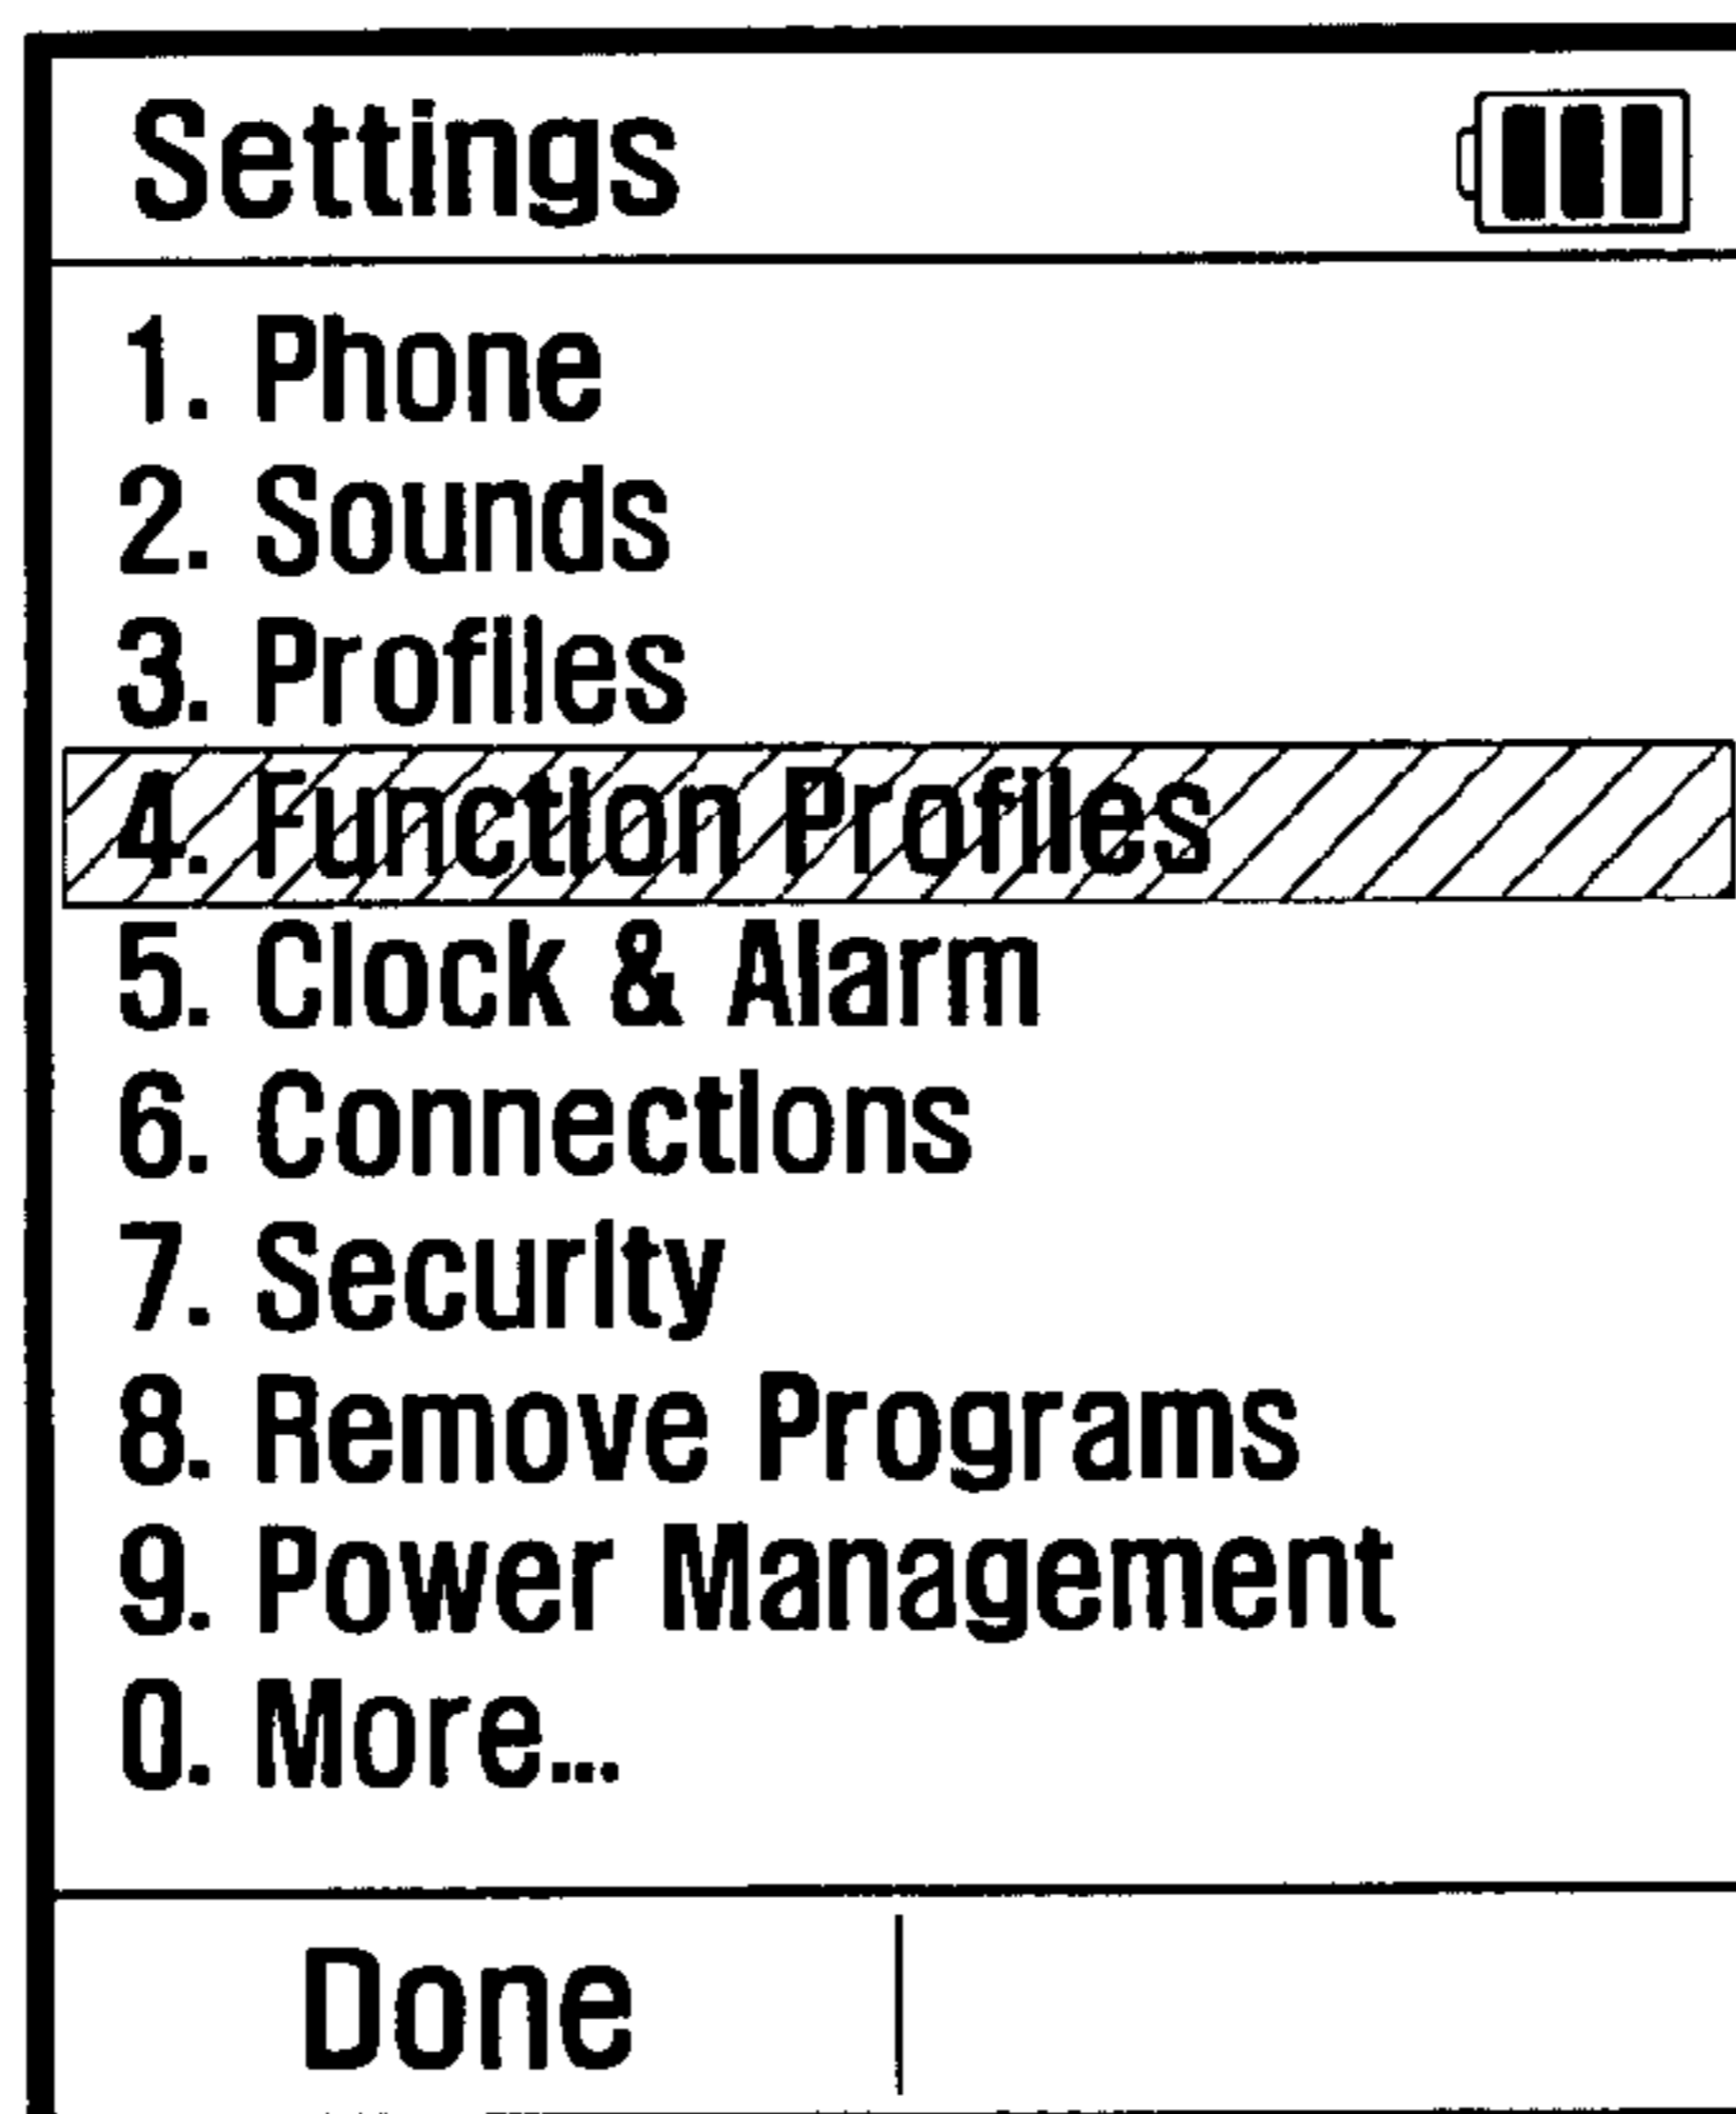 Settings
1. Phone
2. Sounds
3. Profiles
4. Function Profiles
5. Clock & Alarm
6. Connections
7. Security
8. Remove Programs
9. Power Management
0. More...
Done